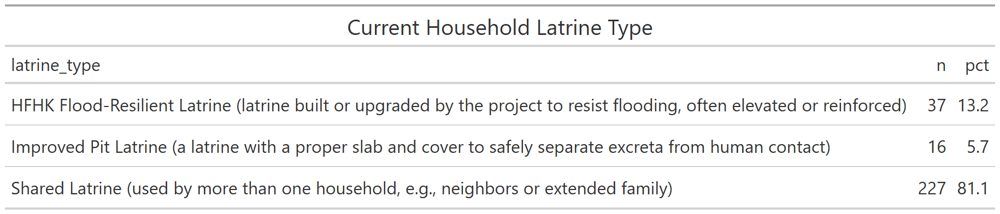 Current Household Latrine Type
latrine_type n pct
HFHK Flood-Resilient Latrine (latrine built or upgraded by the project to resist flooding, often elevated or reinforced) 37 13.2
Improved Pit Latrine (a latrine with a proper slab and cover to safely separate excreta from human contact) 16 5.7
Shared Latrine (used by more than one household, e.g., neighbors or extended family) 227 81.1